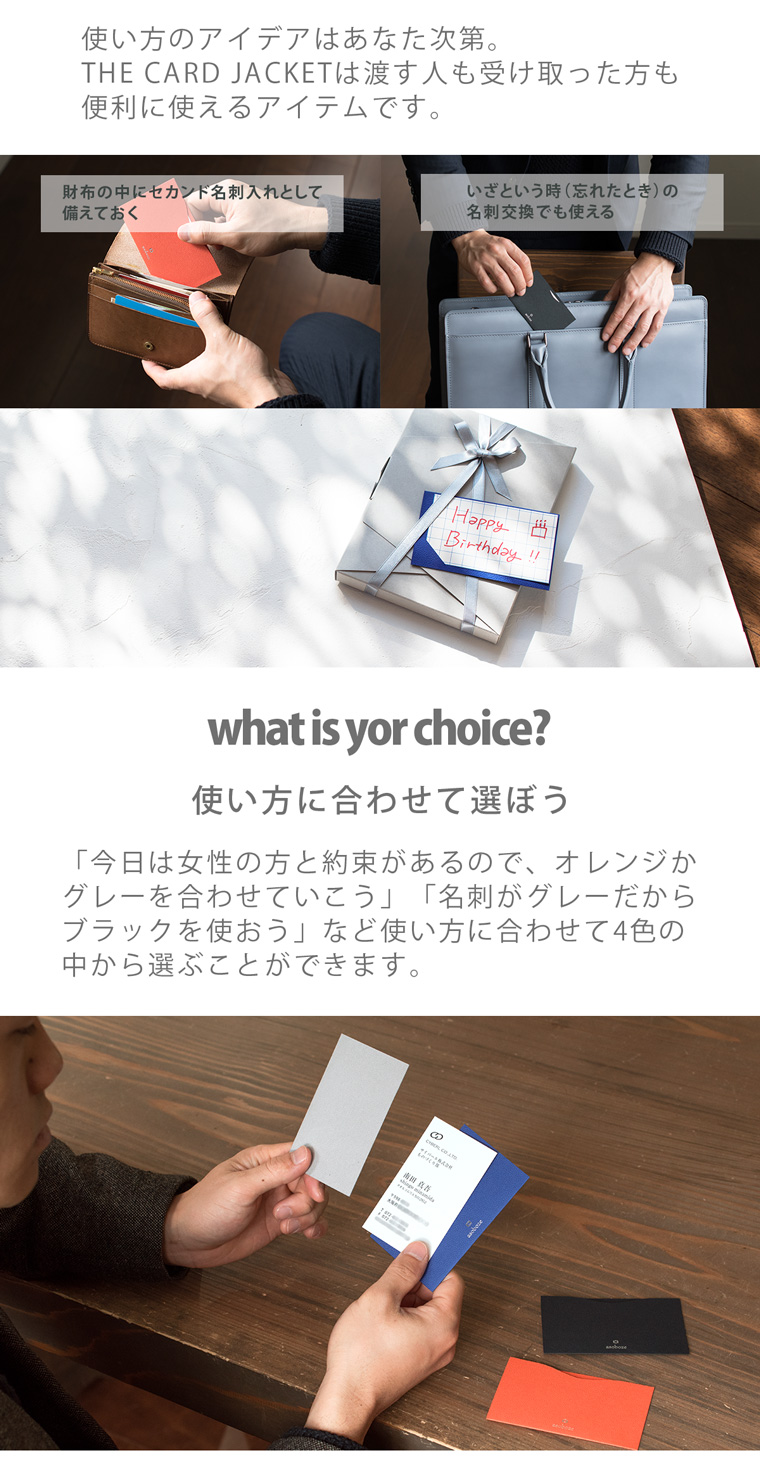 使い方のアイデアはあなた次第。
THE CARD JACKETは渡す人も受け取った方も
便利に使えるアイテムです。
財布の中にセカンド名刺入れとして
備えておく
いざという時（忘れたとき）の
名刺交換でも使える
Happy
Birthday !!
what is yor choice?
使い方に合わせて選ぼう
「今日は女性の方と約束があるので、オレンジか
グレーを合わせていこう」「名刺がグレーだから
ブラックを使おう」など使い方に合わせて4色の
中から選ぶことができます。
南田 真吾
asoboze
asoboze